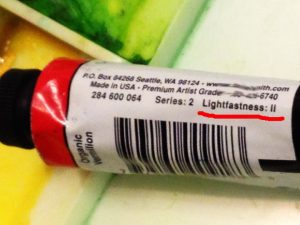 P.O. Box 84268 Seattle, WA 98124 -
Made in USA - Premium Artist Grade
284 600 064 Series: 2 Lightfastness: II
Organic
Vermilion